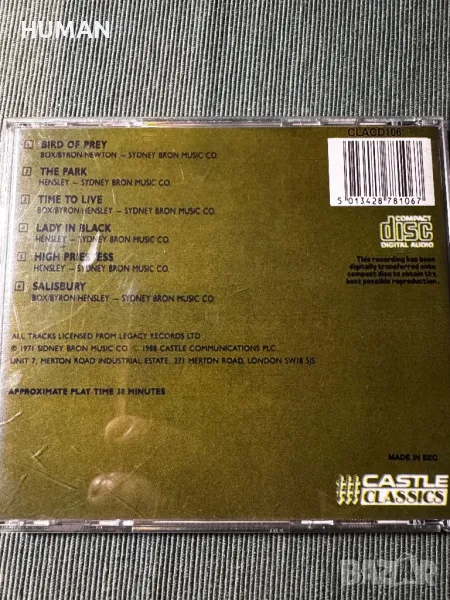 HUMAN
CLACD106
1 BIRD OF PREY
BOX/BYRON/NEWTON — SYDNEY BRON MUSIC CO.
2 THE PARK
HENSLEY — SYDNEY BRON MUSIC CO.
3 TIME TO LIVE
BOX/BYRON/HENSLEY — SYDNEY BRON MUSIC CO.
4 LADY IN BLACK
HENSLEY — SYDNEY BRON MUSIC CO.
5 HIGH PRIESTESS
HENSLEY — SYDNEY BRON MUSIC CO.
6 SALISBURY
BOX/BYRON/HENSLEY — SYDNEY BRON MUSIC CO.
5 013428 781067
COMPACT
disc
DIGITAL AUDIO
This recording has been
digitally transferred onto
compact disc to obtain the
best possible reproduction.
ALL TRACKS LICENSED FROM LEGACY RECORDS LTD
℗ 1971 SIDNEY BRON MUSIC CO. © 1988 CASTLE COMMUNICATIONS PLC.,
UNIT 7, MERTON ROAD INDUSTRIAL ESTATE, 271 MERTON ROAD, LONDON SW18 5JS.
APPROXIMATE PLAY TIME 38 MINUTES
MADE IN EEC
CASTLE
CLASSICS
BAZAR